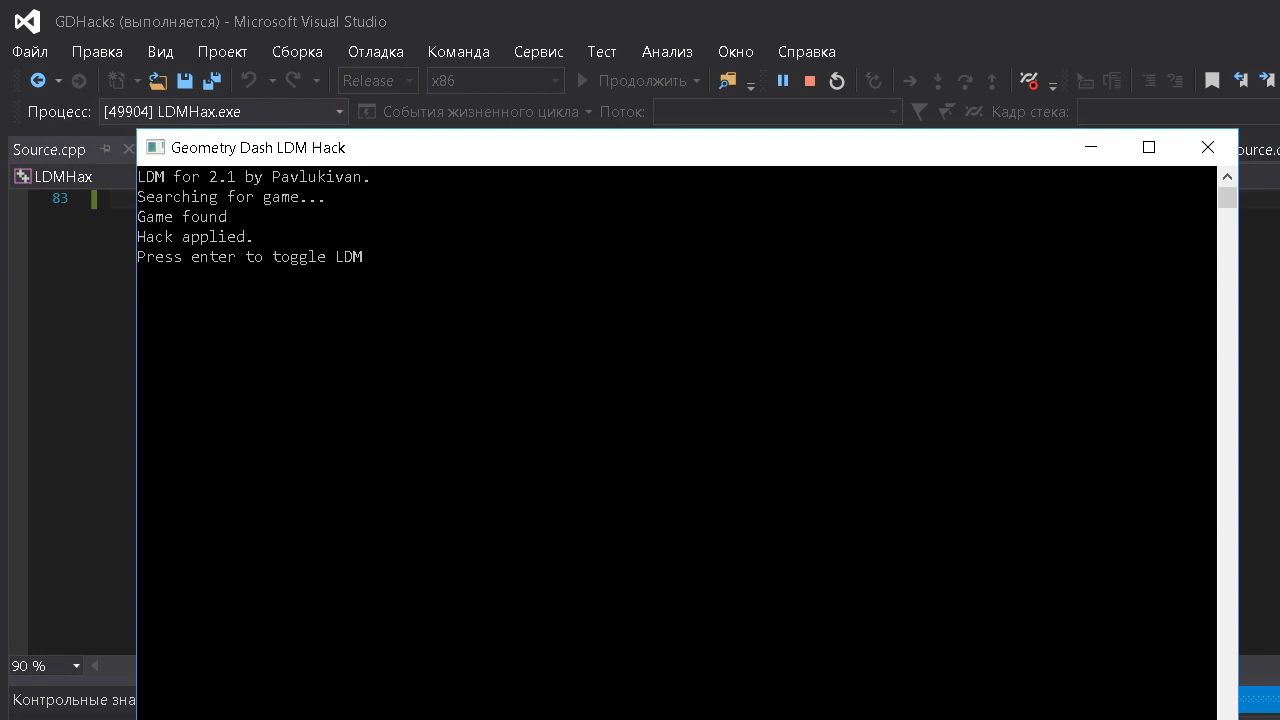 GDHacks (выполняется) - Microsoft Visual Studio
Файл Правка Вид Проект Сборка Отладка Команда Сервис Тест Анализ Окно Справка
Release x86 Продолжить
Процесс: [49904] LDMHax.exe События жизненного цикла Поток: Кадр стека:
Source.cpp
Geometry Dash LDM Hack
ource.c
LDMHax
83
LDM for 2.1 by Pavlukivan.
Searching for game...
Game found
Hack applied.
Press enter to toggle LDM
90 %
Контрольные зна